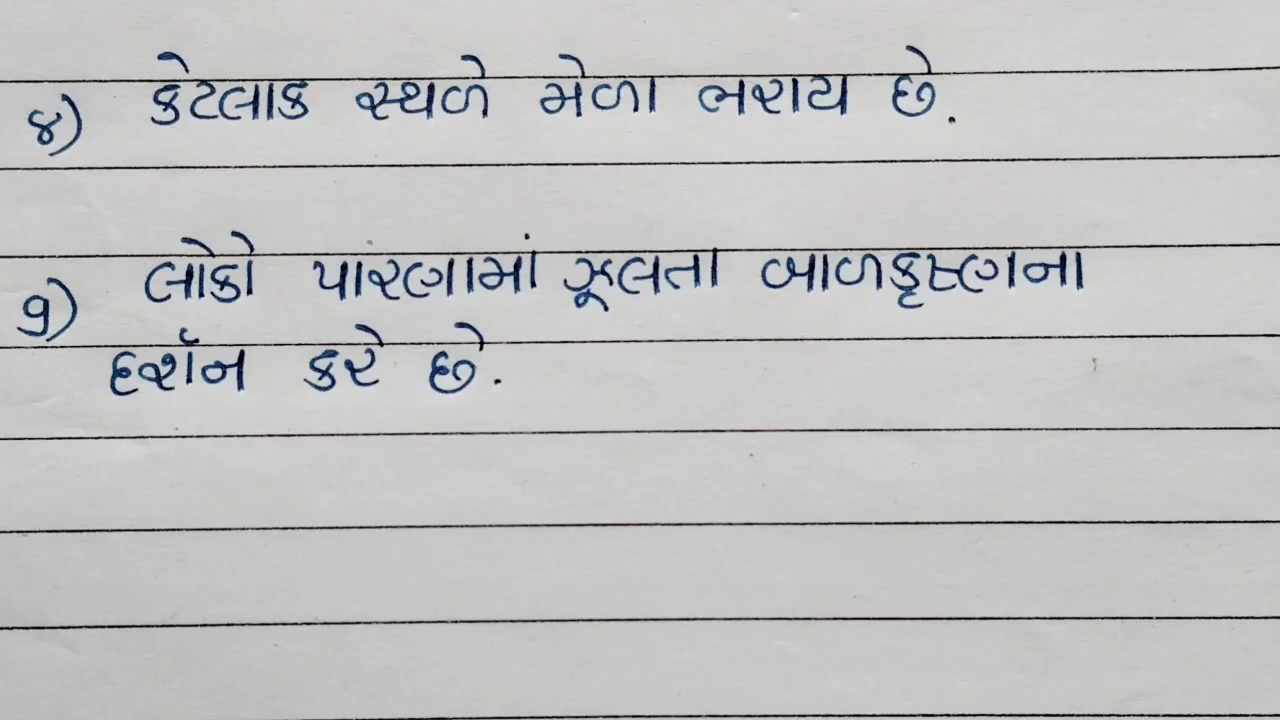 ૪) કેટલાક સ્થળે મેળા ભરાય છે.
૭) લોકો પારણામાં ઝૂલતા બાળકૃષ્ણના
દર્શન કરે છે.